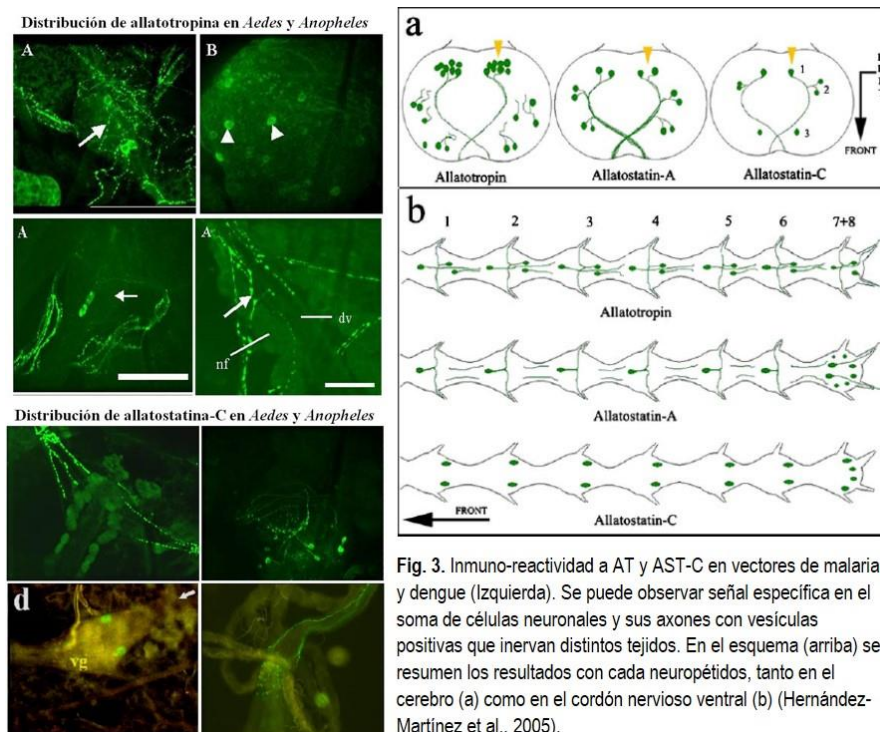 Distribución de allatotropina en Aedes y Anopheles
A
B
A
A
dv
nf
Distribución de allatostatina-C en Aedes y Anopheles
d
vg
a
1
2
3
FRONT
Allatotropin
Allatostatin-A
Allatostatin-C
b
1 2 3 4 5 6 7+8
Allatotropin
Allatostatin-A
Allatostatin-C
FRONT
Fig. 3. Inmuno-reactividad a AT y AST-C en vectores de malaria
y dengue (Izquierda). Se puede observar señal específica en el
soma de células neuronales y sus axones con vesículas
positivas que inervan distintos tejidos. En el esquema (arriba) se
resumen los resultados con cada neuropétidos, tanto en el
cerebro (a) como en el cordón nervioso ventral (b) (Hernández-
Martínez et al., 2005).